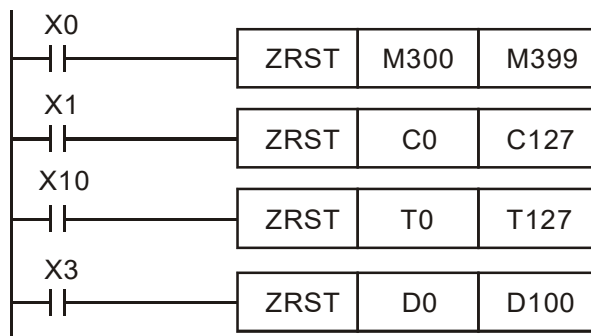 X0
ZRST M300 M399
X1
ZRST C0 C127
X10
ZRST T0 T127
X3
ZRST D0 D100